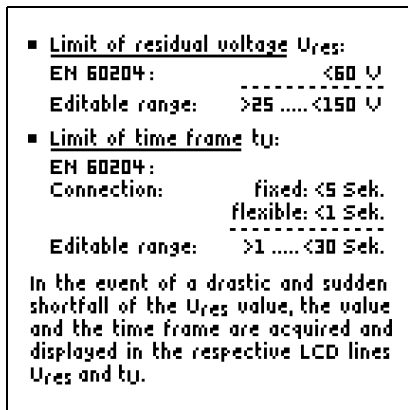 ▪ Limit of residual voltage Ures:
EN 60204: <60 V
Editable range: >25 ..... <150 V
▪ Limit of time frame tU:
EN 60204:
Connection: fixed: <5 Sek.
flexible: <1 Sek.
Editable range: >1 ..... <30 Sek.
In the event of a drastic and sudden
shortfall of the Ures value, the value
and the time frame are acquired and
displayed in the respective LCD lines
Ures and tU.